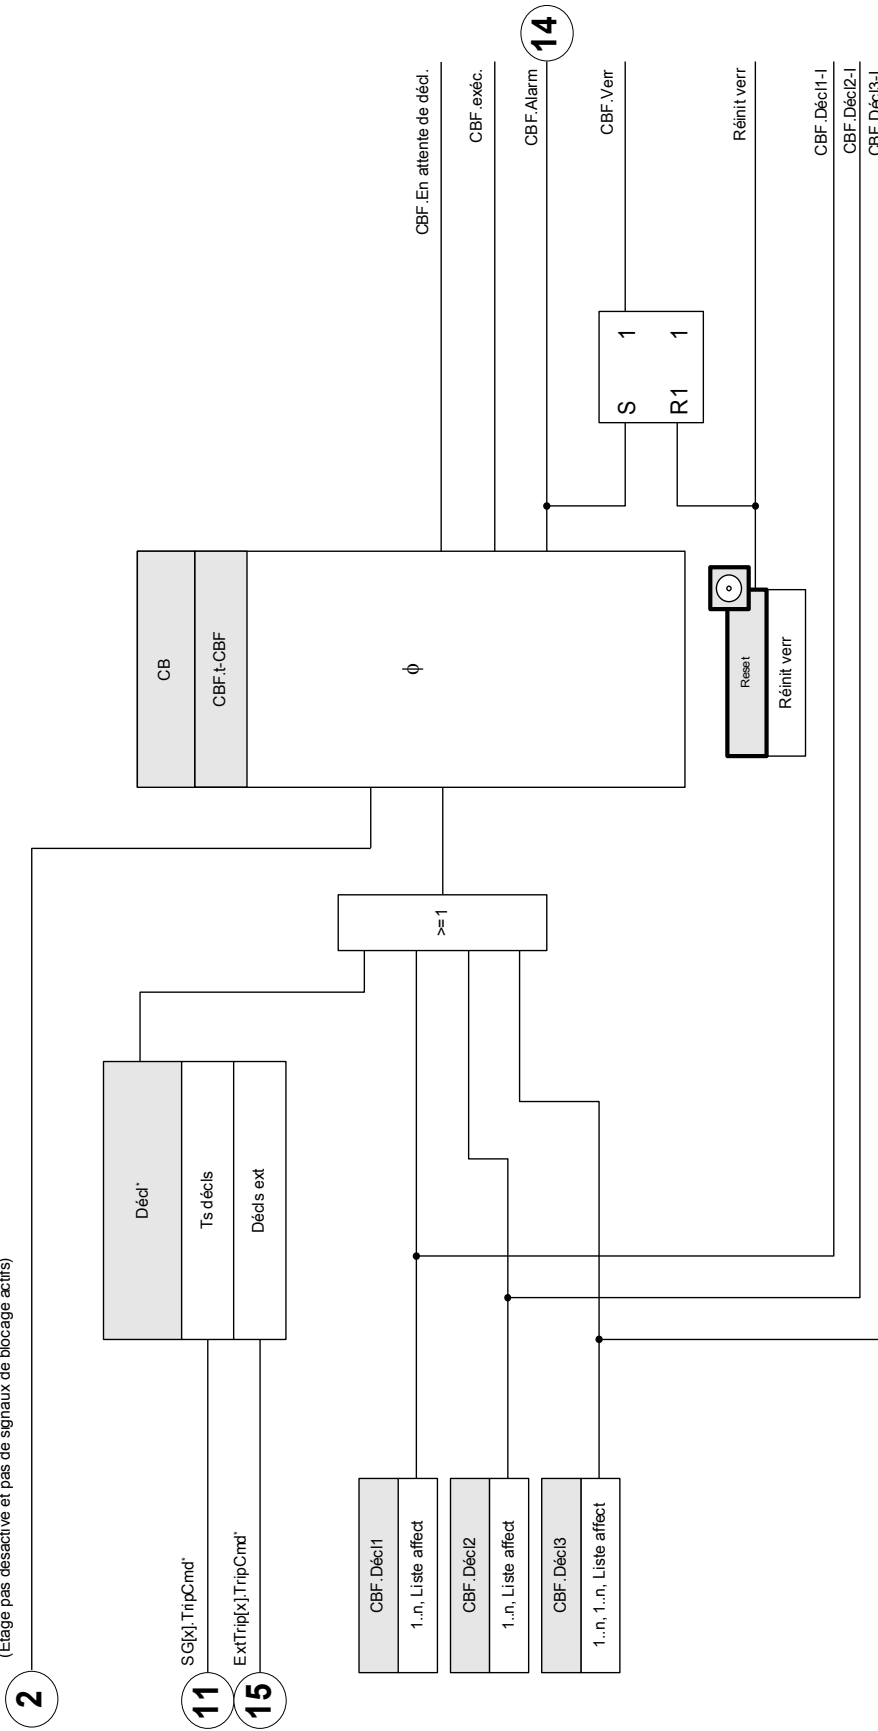 (Etage pas désactivé et pas de signaux de blocage actifs)
2
SG[x].TripCmd*
11
ExtTrip[x].TripCmd*
15
Décl*
Ts décls
Décls ext
CBF.Décl1
1..n, Liste affect
CBF.Décl2
1..n, Liste affect
CBF.Décl3
1..n, 1..n, Liste affect
>=1
CB
CBF.t-CBF
ϕ
CBF.En attente de décl.
CBF.exéc.
CBF.Alarm
14
S 1
R1 1
CBF.Verr
Reset
Réinit verr
Réinit verr
CBF.Décl1-I
CBF.Décl2-I
CBF.Décl3-I